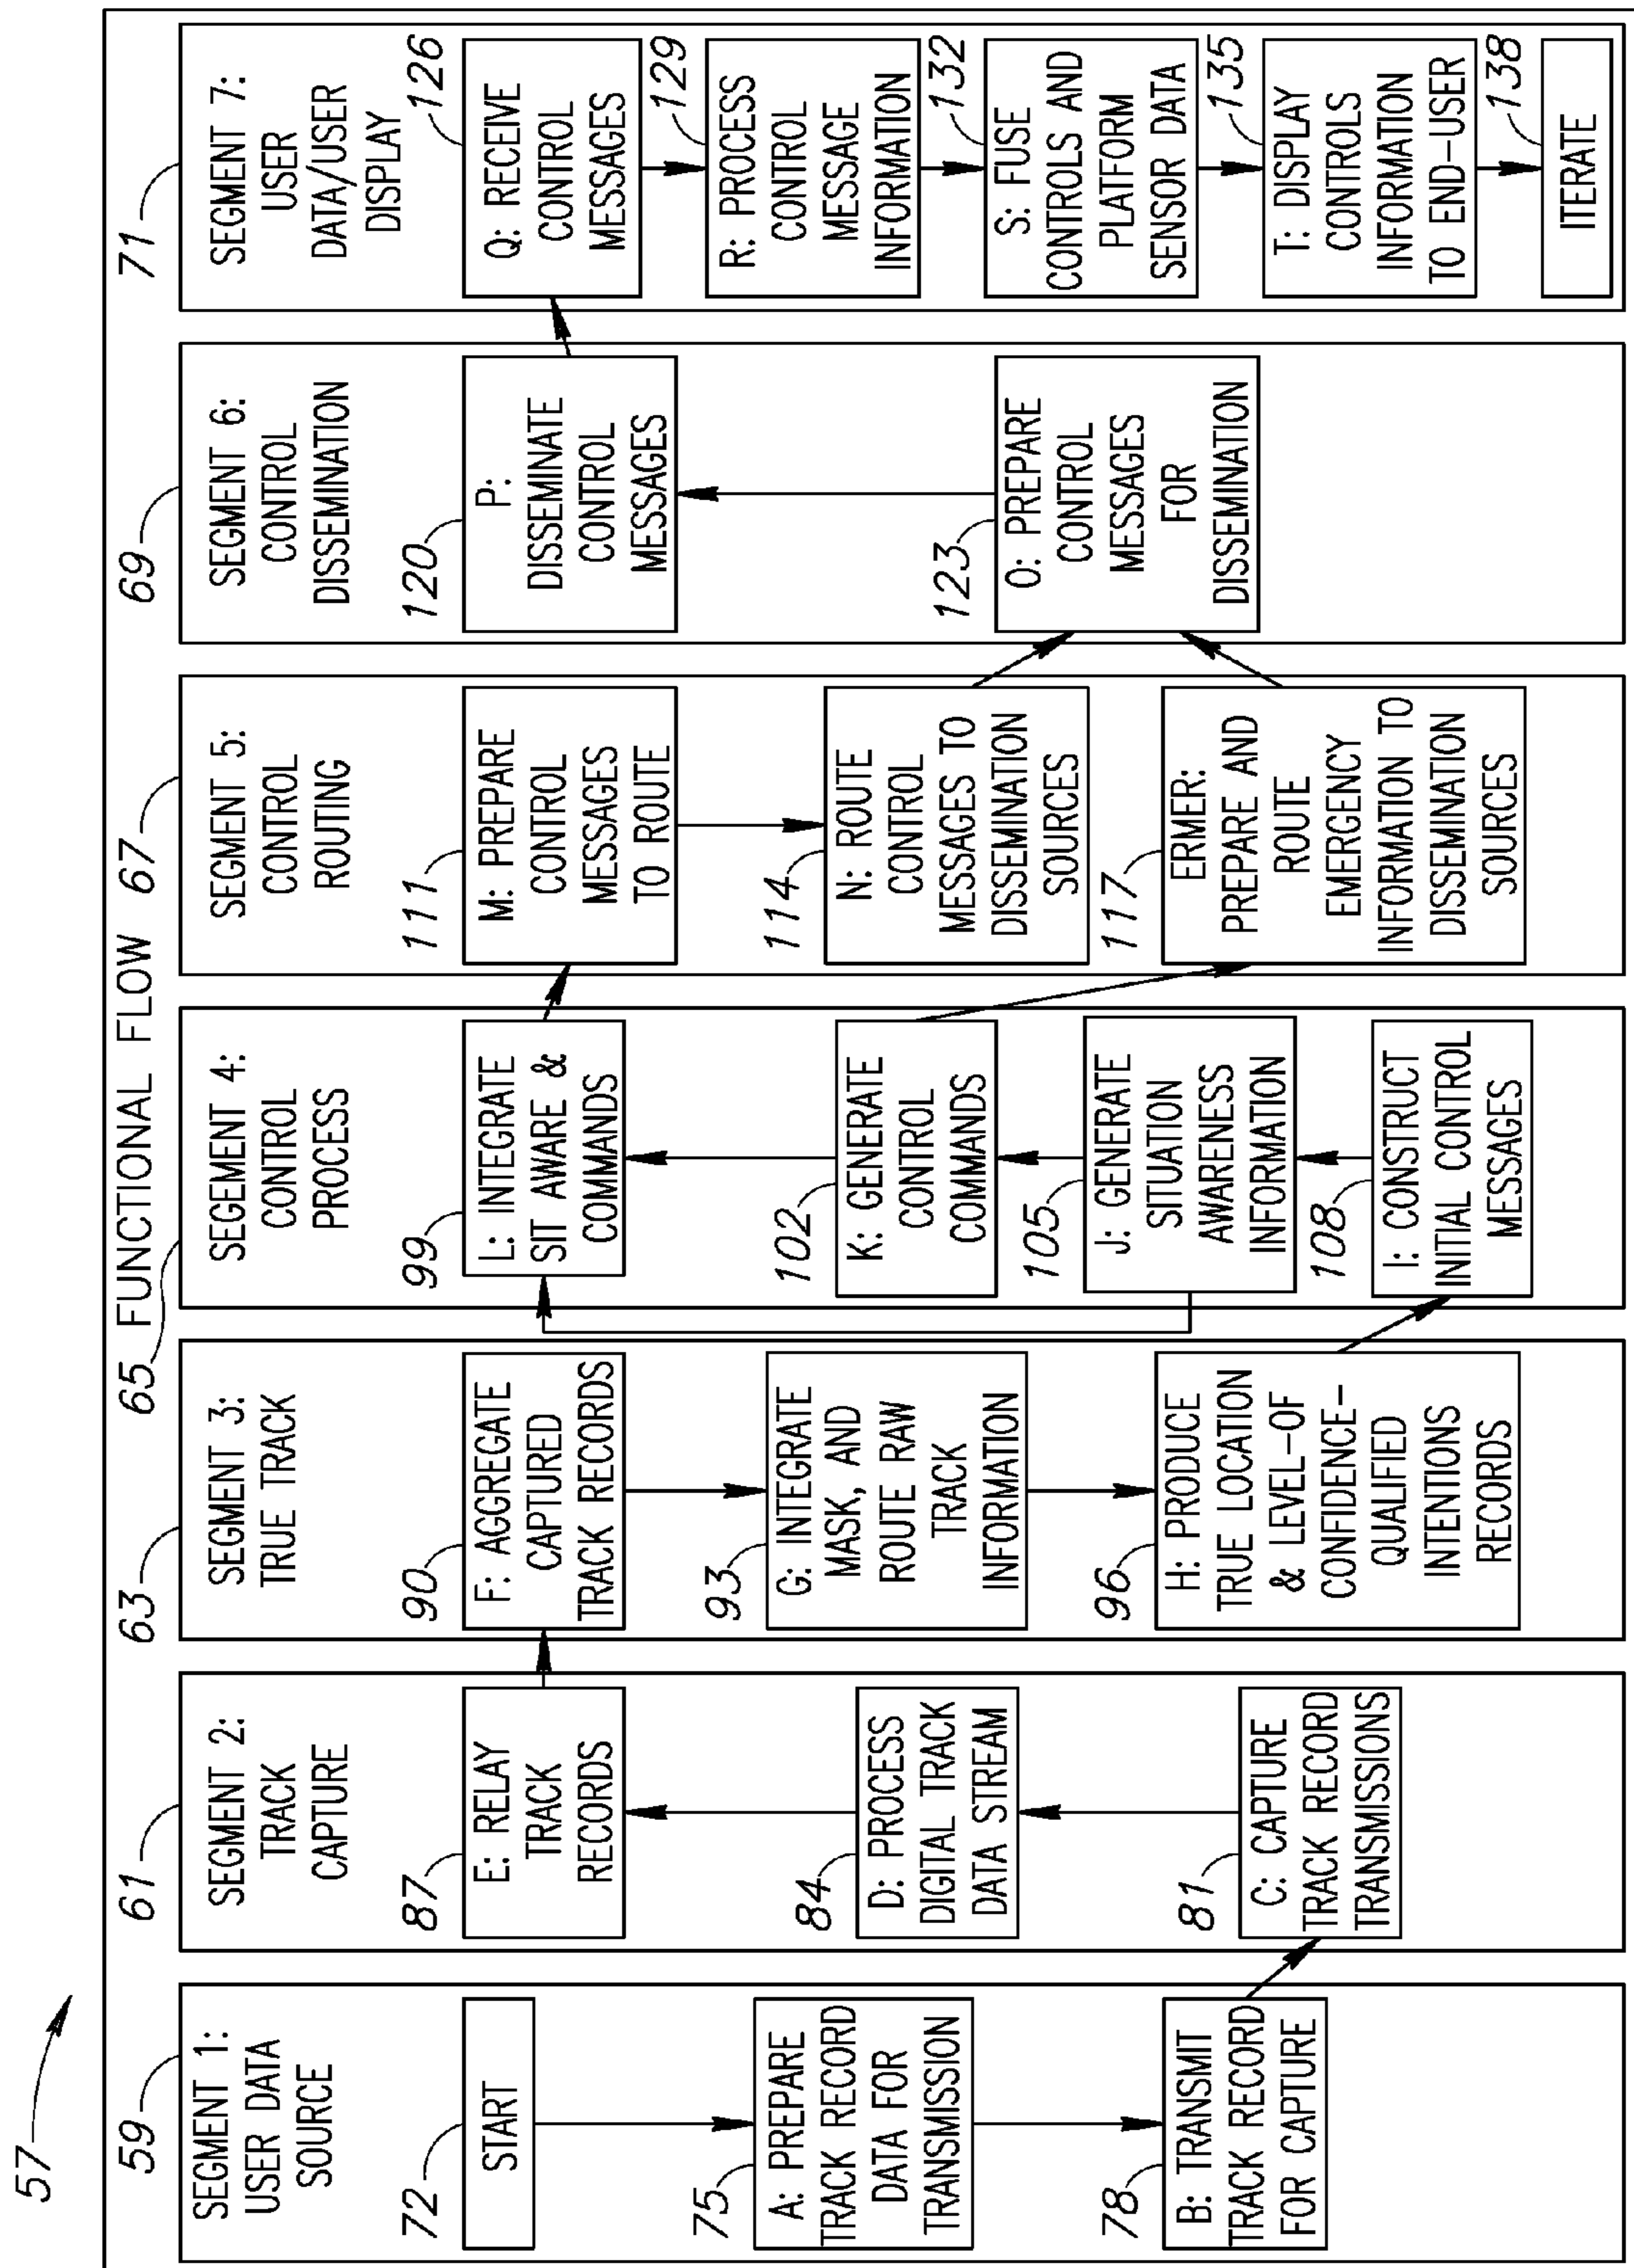 57
FUNCTIONAL FLOW
59
SEGMENT 1:
USER DATA
SOURCE
72
START
75
A: PREPARE
TRACK RECORD
DATA FOR
TRANSMISSION
78
B: TRANSMIT
TRACK RECORD
FOR CAPTURE
61
SEGMENT 2:
TRACK
CAPTURE
87
E: RELAY
TRACK
RECORDS
84
D: PROCESS
DIGITAL TRACK
DATA STREAM
81
C: CAPTURE
TRACK RECORD
TRANSMISSIONS
63
SEGMENT 3:
TRUE TRACK
90
F: AGGREGATE
CAPTURED
TRACK RECORDS
93
G: INTEGRATE
MASK, AND
ROUTE RAW
TRACK
INFORMATION
96
H: PRODUCE
TRUE LOCATION
& LEVEL-OF
CONFIDENCE-
QUALIFIED
INTENTIONS
RECORDS
65
SEGEMENT 4:
CONTROL
PROCESS
99
L: INTEGRATE
SIT AWARE &
COMMANDS
102
K: GENERATE
CONTROL
COMMANDS
105
J: GENERATE
SITUATION
AWARENESS
INFORMATION
108
I: CONSTRUCT
INITIAL CONTROL
MESSAGES
67
SEGMENT 5:
CONTROL
ROUTING
111
M: PREPARE
CONTROL
MESSAGES
TO ROUTE
114
N: ROUTE
CONTROL
MESSAGES TO
DISSEMINATION
SOURCES
117
ERMER:
PREPARE AND
ROUTE
EMERGENCY
INFORMATION TO
DISSEMINATION
SOURCES
69
SEGMENT 6:
CONTROL
DISSEMINATION
120
P:
DISSEMINATE
CONTROL
MESSAGES
123
O: PREPARE
CONTROL
MESSAGES
FOR
DISSEMINATION
71
SEGMENT 7:
USER
DATA/USER
DISPLAY
126
Q: RECEIVE
CONTROL
MESSAGES
129
R: PROCESS
CONTROL
MESSAGE
INFORMATION
132
S: FUSE
CONTROLS AND
PLATFORM
SENSOR DATA
135
T: DISPLAY
CONTROLS
INFORMATION
TO END-USER
138
ITERATE